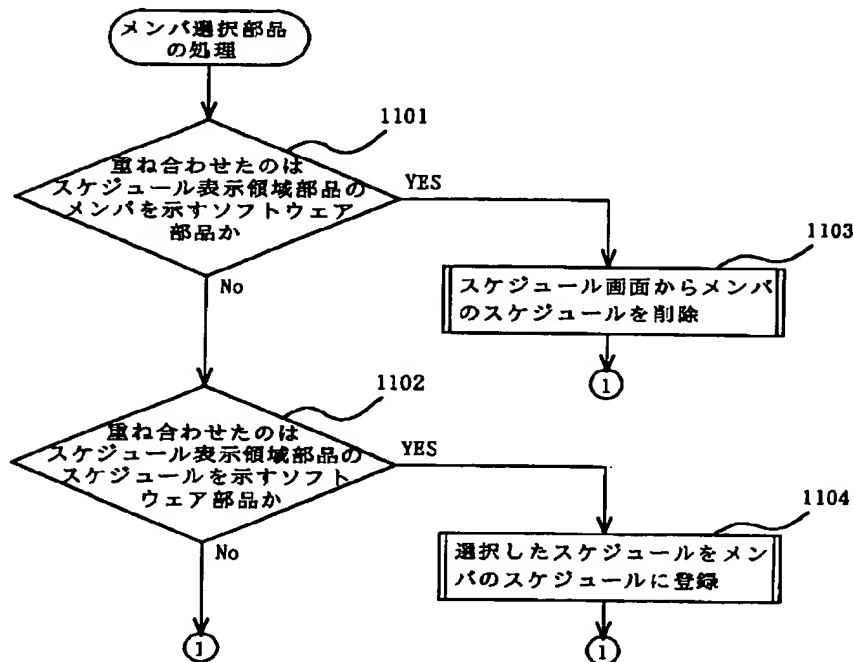 メンバ選択部品
の処理
1101
重ね合わせたのは
スケジュール表示領域部品の
メンバを示すソフトウェア
部品か
YES
No
1103
スケジュール画面からメンバ
のスケジュールを削除
1
1102
重ね合わせたのは
スケジュール表示領域部品の
スケジュールを示すソフト
ウェア部品か
YES
No
1104
選択したスケジュールをメン
バのスケジュールに登録
1
1